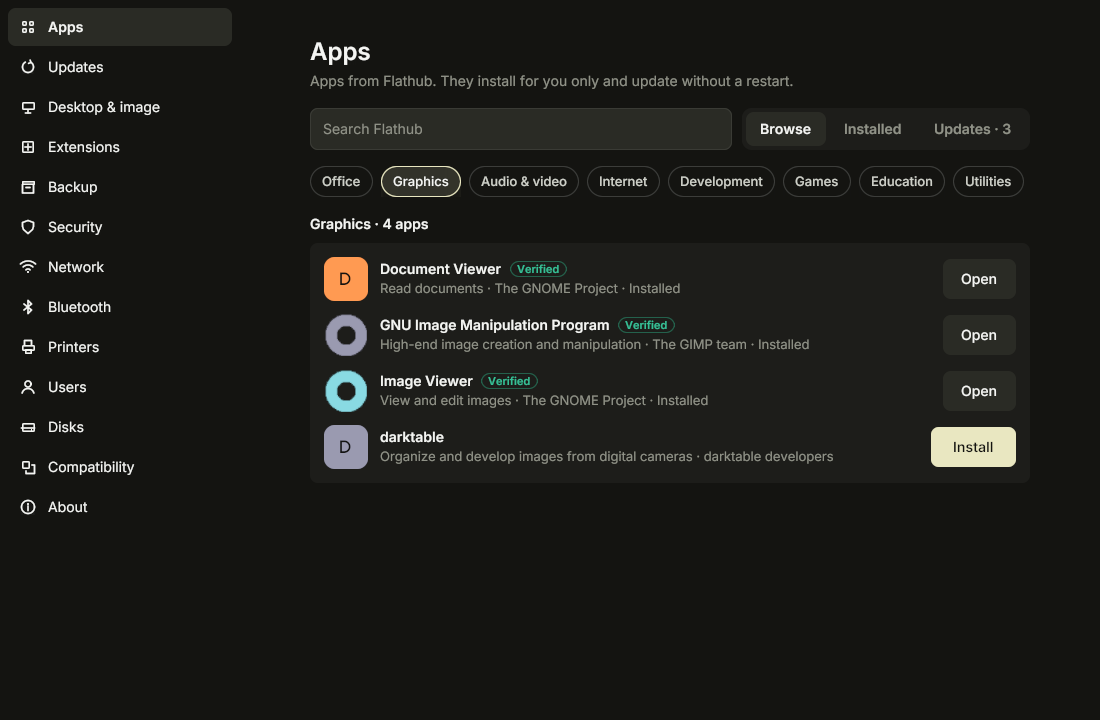 Apps
Updates
Desktop & image
Extensions
Backup
Security
Network
Bluetooth
Printers
Users
Disks
Compatibility
About
Apps
Apps from Flathub. They install for you only and update without a restart.
Search Flathub
Browse Installed Updates · 3
Office Graphics Audio & video Internet Development Games Education Utilities
Graphics · 4 apps
D
Document Viewer Verified
Read documents · The GNOME Project · Installed
Open
GNU Image Manipulation Program Verified
High-end image creation and manipulation · The GIMP team · Installed
Open
Image Viewer Verified
View and edit images · The GNOME Project · Installed
Open
D
darktable
Organize and develop images from digital cameras · darktable developers
Install